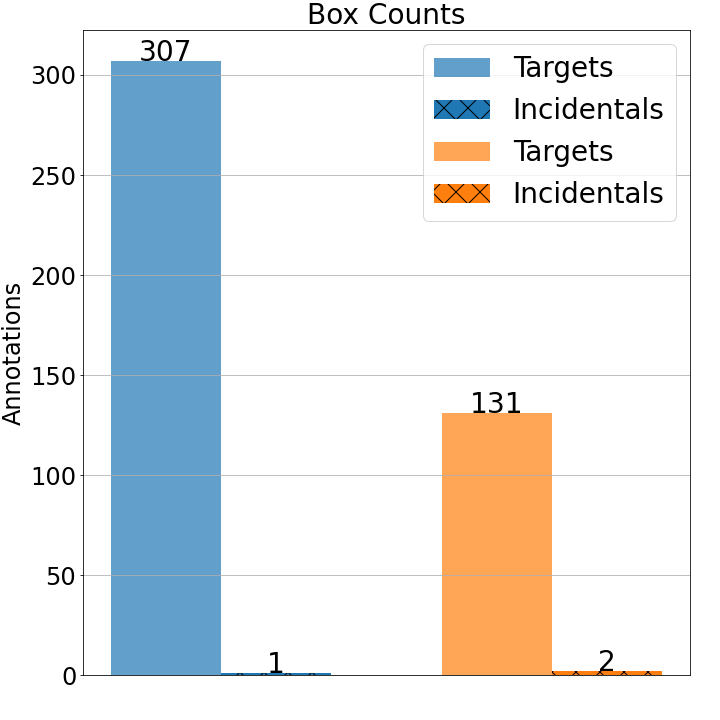 Box Counts
307
Targets
Incidentals
Targets
Incidentals
300
250
200
150
100
50
0
Annotations
131
1
2